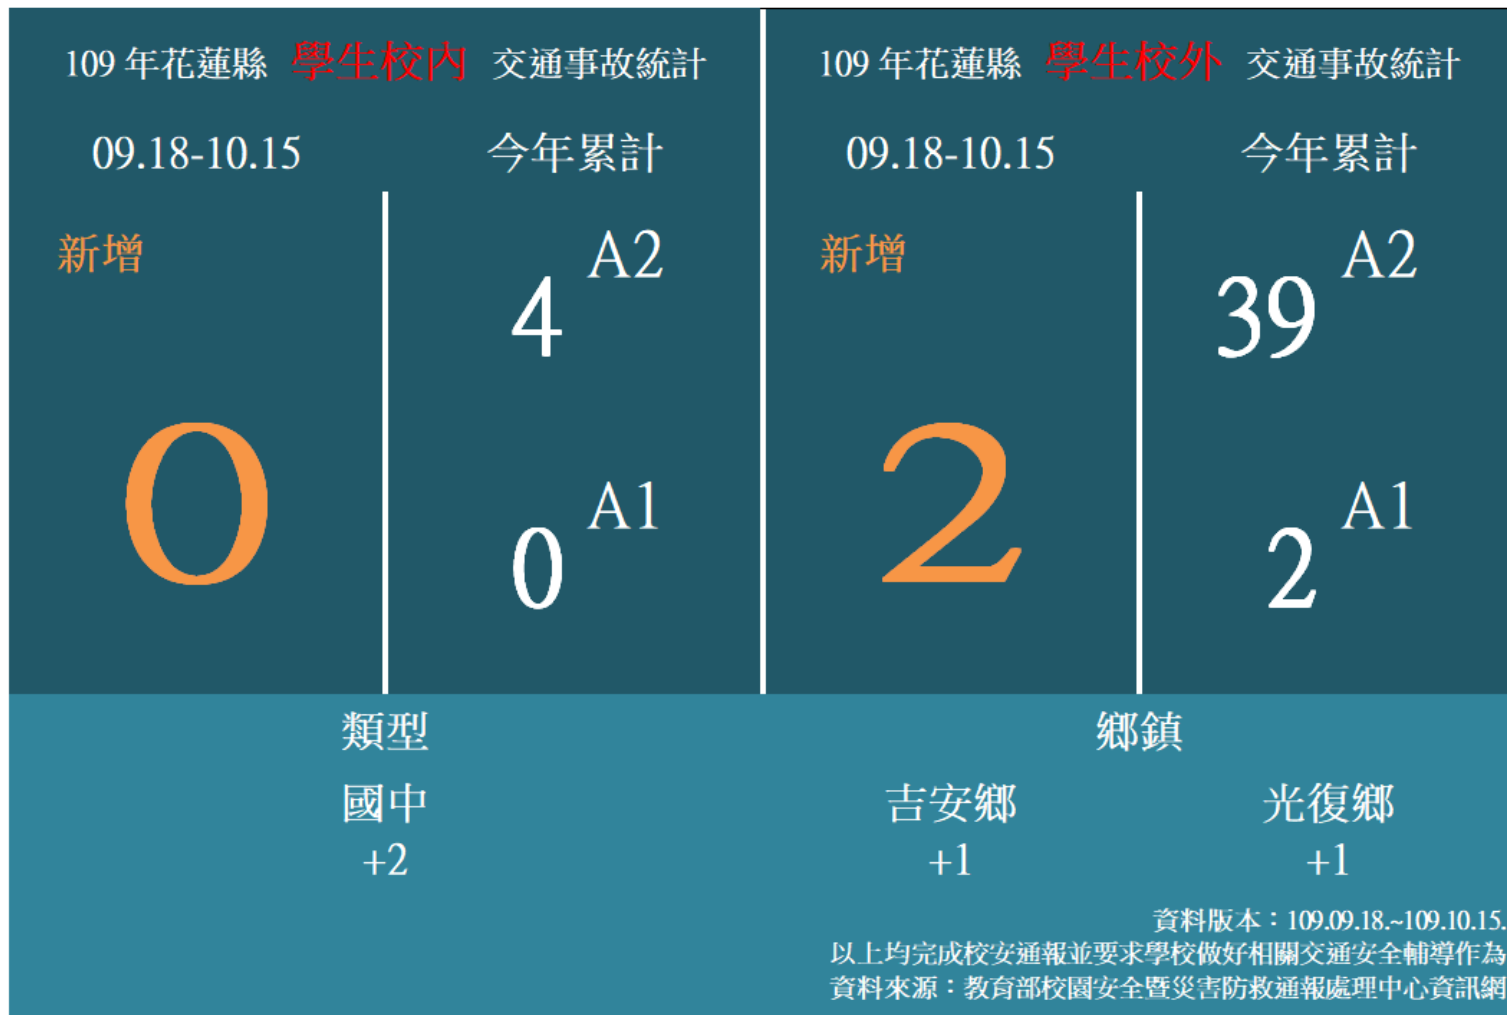 109 年花蓮縣 學生校內 交通事故統計
09.18-10.15 今年累計
新增
A2
4
0
A1
0
109 年花蓮縣 學生校外 交通事故統計
09.18-10.15 今年累計
新增
A2
39
2
A1
2
類型
國中
+2
鄉鎮
吉安鄉 光復鄉
+1 +1
資料版本：109.09.18.~109.10.15.
以上均完成校安通報並要求學校做好相關交通安全輔導作為
資料來源：教育部校園安全暨災害防救通報處理中心資訊網